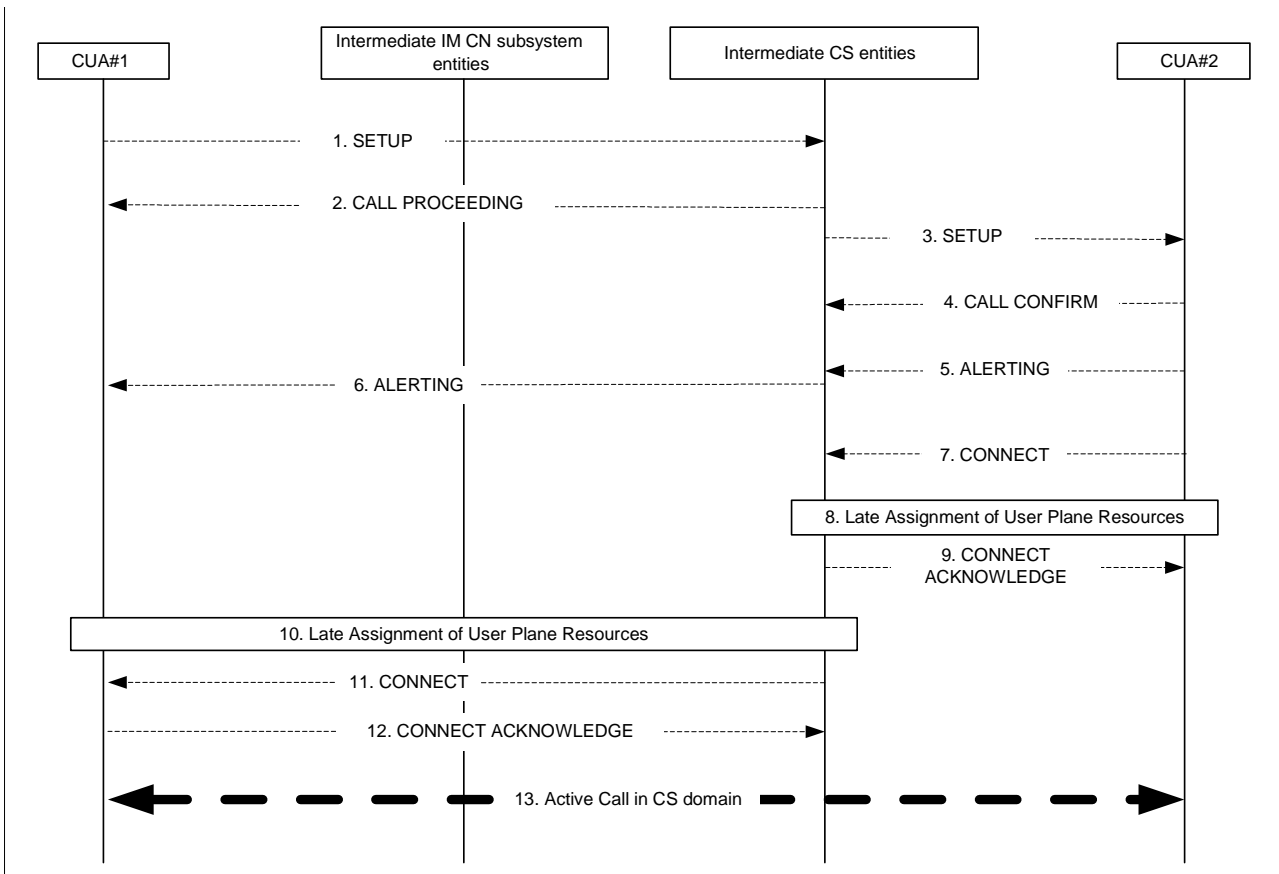 CUA#1
Intermediate IM CN subsystem
entities
Intermediate CS entities
CUA#2
1. SETUP
2. CALL PROCEEDING
3. SETUP
4. CALL CONFIRM
5. ALERTING
6. ALERTING
7. CONNECT
8. Late Assignment of User Plane Resources
9. CONNECT
ACKNOWLEDGE
10. Late Assignment of User Plane Resources
11. CONNECT
12. CONNECT ACKNOWLEDGE
13. Active Call in CS domain